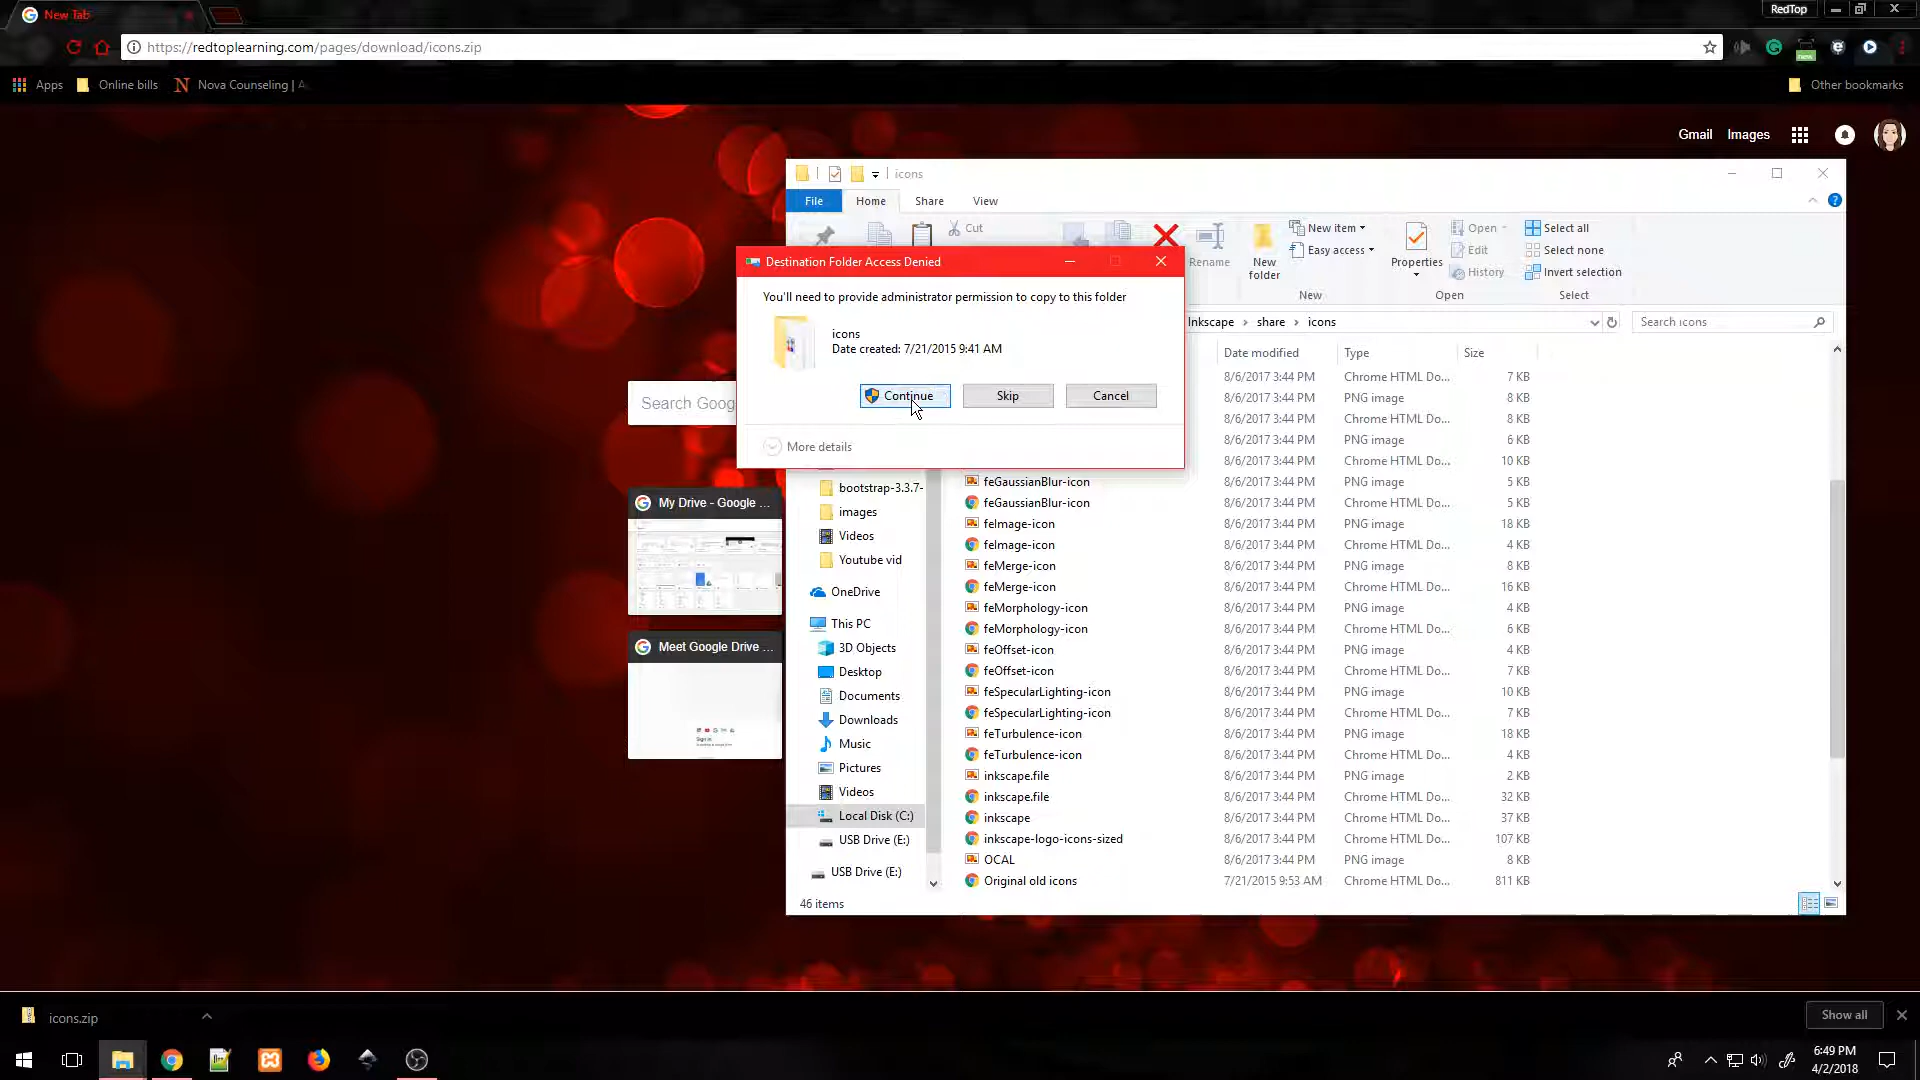 New Tab
RedTop
https://redtoplearning.com/pages/download/icons.zip
new
Apps
Online bills
N Nova Counseling | A
Other bookmarks
Gmail
Images
icons
File
Home
Share
View
Cut
Rename
New folder
New item
Easy access
New
Properties
Open
Edit
History
Open
Select all
Select none
Invert selection
Select
Destination Folder Access Denied
You'll need to provide administrator permission to copy to this folder
icons
Date created: 7/21/2015 9:41 AM
Continue
Skip
Cancel
More details
Inkscape > share > icons
Search icons
Date modified
Type
Size
8/6/2017 3:44 PM Chrome HTML Do... 7 KB
8/6/2017 3:44 PM PNG image 8 KB
8/6/2017 3:44 PM Chrome HTML Do... 8 KB
8/6/2017 3:44 PM PNG image 6 KB
8/6/2017 3:44 PM Chrome HTML Do... 10 KB
feGaussianBlur-icon 8/6/2017 3:44 PM PNG image 5 KB
feGaussianBlur-icon 8/6/2017 3:44 PM Chrome HTML Do... 5 KB
feImage-icon 8/6/2017 3:44 PM PNG image 18 KB
feImage-icon 8/6/2017 3:44 PM Chrome HTML Do... 4 KB
feMerge-icon 8/6/2017 3:44 PM PNG image 8 KB
feMerge-icon 8/6/2017 3:44 PM Chrome HTML Do... 16 KB
feMorphology-icon 8/6/2017 3:44 PM PNG image 4 KB
feMorphology-icon 8/6/2017 3:44 PM Chrome HTML Do... 6 KB
feOffset-icon 8/6/2017 3:44 PM PNG image 4 KB
feOffset-icon 8/6/2017 3:44 PM Chrome HTML Do... 7 KB
feSpecularLighting-icon 8/6/2017 3:44 PM PNG image 10 KB
feSpecularLighting-icon 8/6/2017 3:44 PM Chrome HTML Do... 7 KB
feTurbulence-icon 8/6/2017 3:44 PM PNG image 18 KB
feTurbulence-icon 8/6/2017 3:44 PM Chrome HTML Do... 4 KB
inkscape.file 8/6/2017 3:44 PM PNG image 2 KB
inkscape.file 8/6/2017 3:44 PM Chrome HTML Do... 32 KB
inkscape 8/6/2017 3:44 PM Chrome HTML Do... 37 KB
inkscape-logo-icons-sized 8/6/2017 3:44 PM Chrome HTML Do... 107 KB
OCAL 8/6/2017 3:44 PM PNG image 8 KB
Original old icons 7/21/2015 9:53 AM Chrome HTML Do... 811 KB
bootstrap-3.3.7-
images
Videos
Youtube vid
OneDrive
This PC
3D Objects
Desktop
Documents
Downloads
Music
Pictures
Videos
Local Disk (C:)
USB Drive (E:)
USB Drive (E:)
46 items
Search Goog
My Drive - Google ...
Meet Google Drive ...
icons.zip
Show all
6:49 PM
4/2/2018